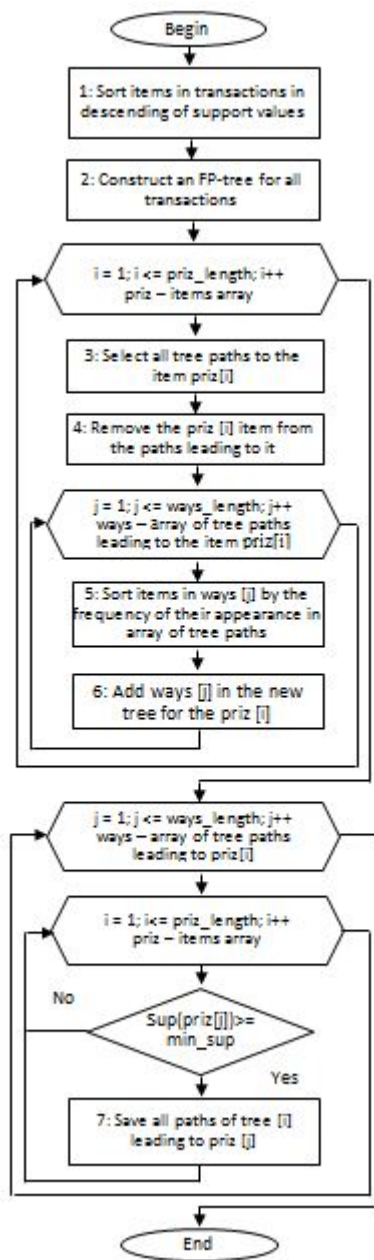 Begin
1: Sort items in transactions in
descending of support values
2: Construct an FP-tree for all
transactions
i = 1; i <= priz_length; i++
priz – items array
3: Select all tree paths to the
item priz[i]
4: Remove the priz [i] item from
the paths leading to it
j = 1; j <= ways_length; j++
ways – array of tree paths
leading to the item priz[i]
5: Sort items in ways [j] by the
frequency of their appearance in
array of tree paths
6: Add ways [j] in the new
tree for the priz [i]
j = 1; j <= ways_length; j++
ways – array of tree paths
leading to priz[i]
i = 1; i<= priz_length; i++
priz – items array
No
Sup(priz[j])>=
min_sup
Yes
7: Save all paths of tree [i]
leading to priz [j]
End